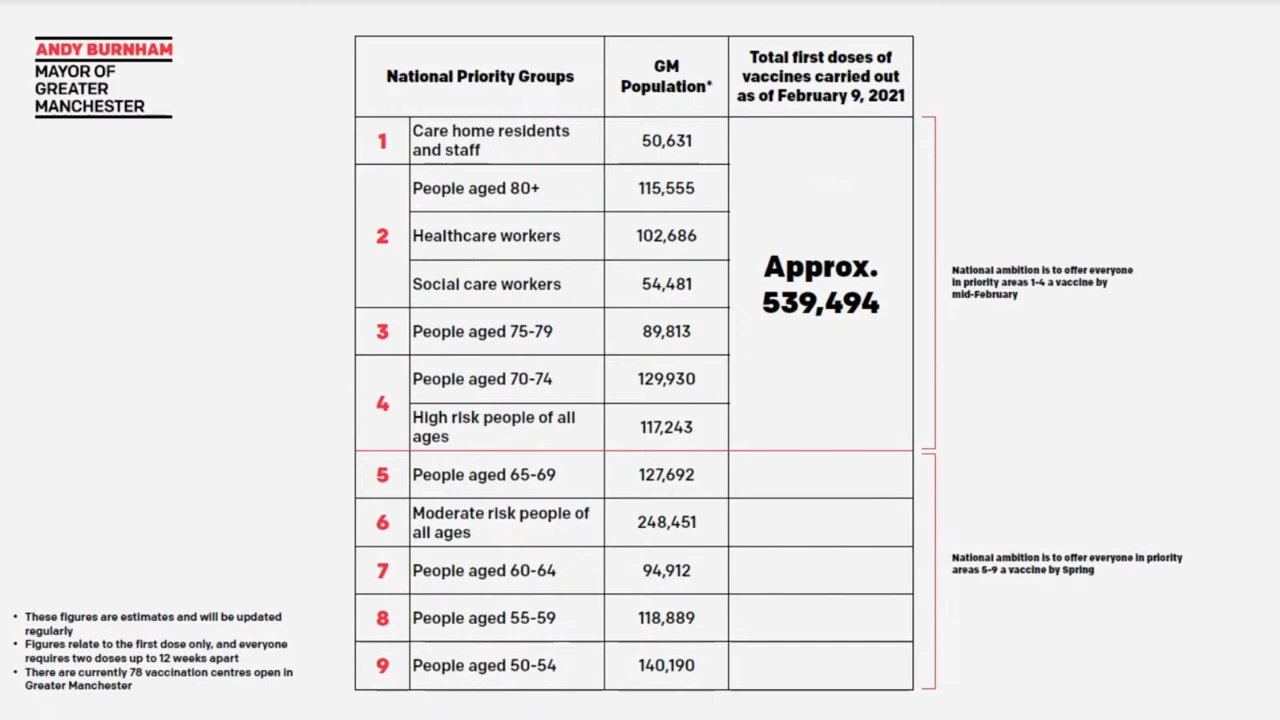 ANDY BURNHAM
MAYOR OF
GREATER
MANCHESTER
National Priority Groups
GM
Population*
Total first doses of
vaccines carried out
as of February 9, 2021
1
Care home residents
and staff
50,631
2
People aged 80+
115,555
Healthcare workers
102,686
Social care workers
54,481
3
People aged 75-79
89,813
4
People aged 70-74
129,930
High risk people of all
ages
117,243
Approx.
539,494
National ambition is to offer everyone
in priority areas 1-4 a vaccine by
mid-February
5
People aged 65-69
127,692
6
Moderate risk people of
all ages
248,451
7
People aged 60-64
94,912
8
People aged 55-59
118,889
9
People aged 50-54
140,190
National ambition is to offer everyone in priority
areas 5-9 a vaccine by Spring
• These figures are estimates and will be updated
regularly
• Figures relate to the first dose only, and everyone
requires two doses up to 12 weeks apart
• There are currently 78 vaccination centres open in
Greater Manchester